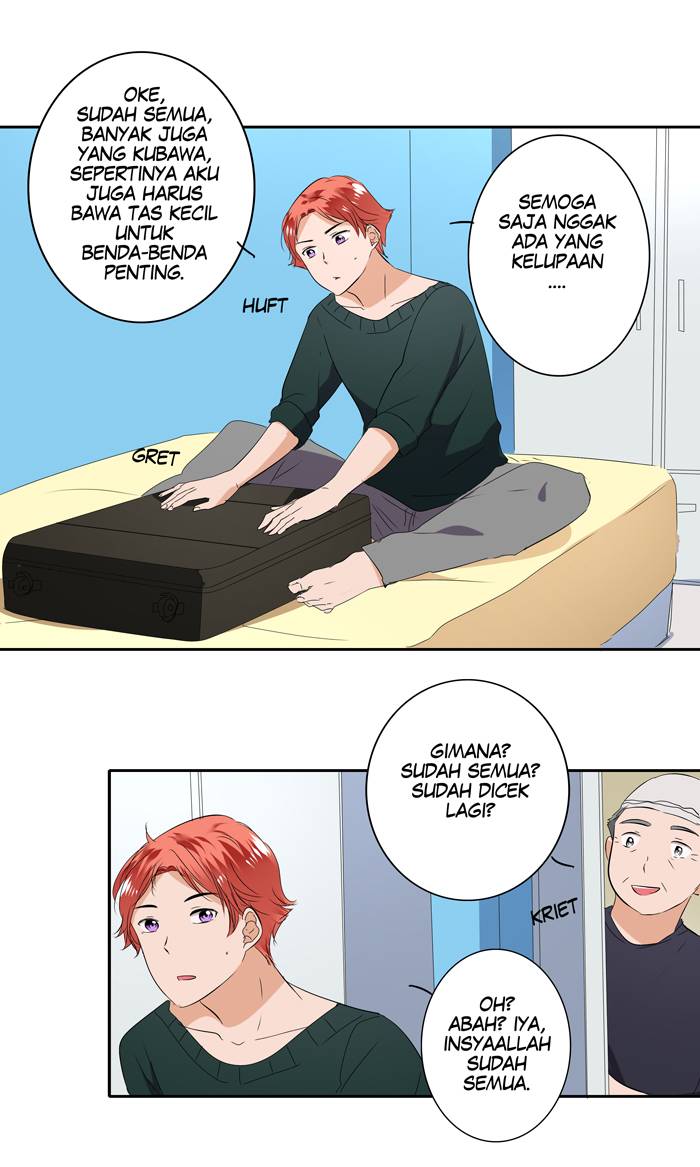 OKE,
SUDAH SEMUA,
BANYAK JUGA
YANG KUBAWA,
SEPERTINYA AKU
JUGA HARUS
BAWA TAS KECIL
UNTUK
BENDA-BENDA
PENTING.
SEMOGA
SAJA NGGAK
ADA YANG
KELUPAAN
....
HUFT
GRET
GIMANA?
SUDAH SEMUA?
SUDAH DICEK
LAGI?
KRIET
OH?
ABAH? IYA,
INSYAALLAH
SUDAH
SEMUA.